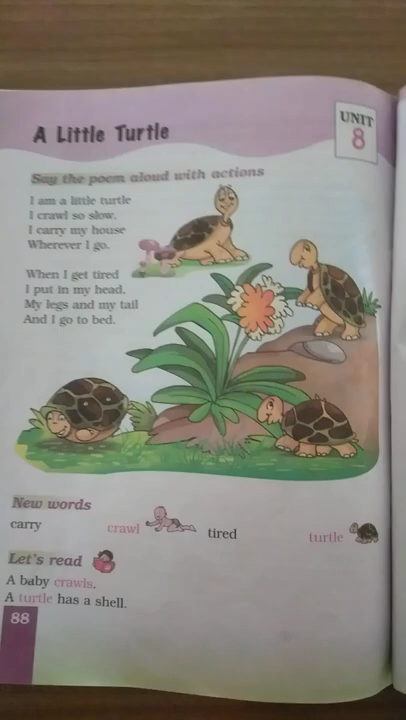 UNIT
8
A Little Turtle
Say the poem aloud with actions
I am a little turtle
I crawl so slow.
I carry my house
Wherever I go.
When I get tired
I put in my head,
My legs and my tail
And I go to bed.
New words
carry crawl tired turtle
Let's read
A baby crawls.
A turtle has a shell.
88